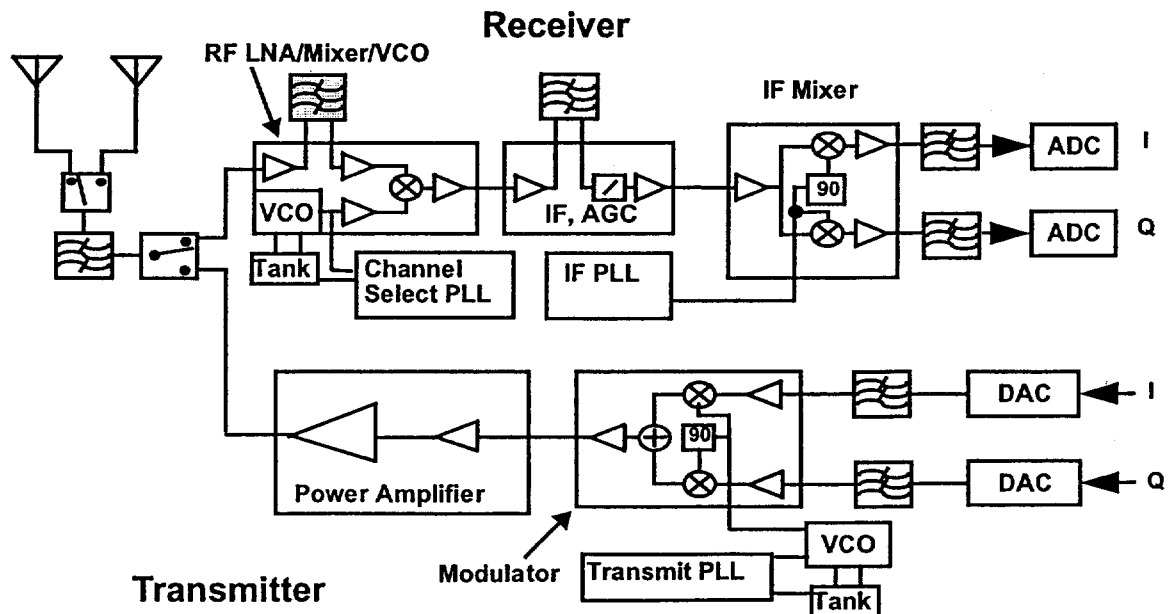 Receiver
RF LNA/Mixer/VCO
IF Mixer
ADC
I
VCO
IF, AGC
90
ADC
Q
Tank
Channel
Select PLL
IF PLL
DAC
I
90
Power Amplifier
DAC
Q
Modulator
VCO
Transmit PLL
Tank
Transmitter